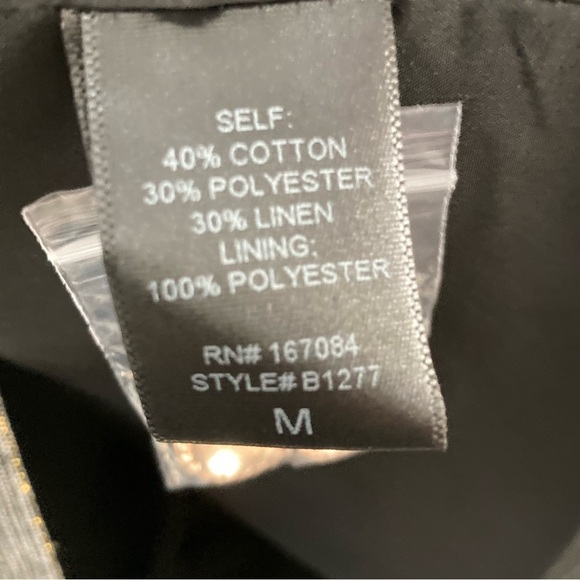 SELF:
40% COTTON
30% POLYESTER
30% LINEN
LINING:
100% POLYESTER
RN# 167084
STYLE# B1277
M